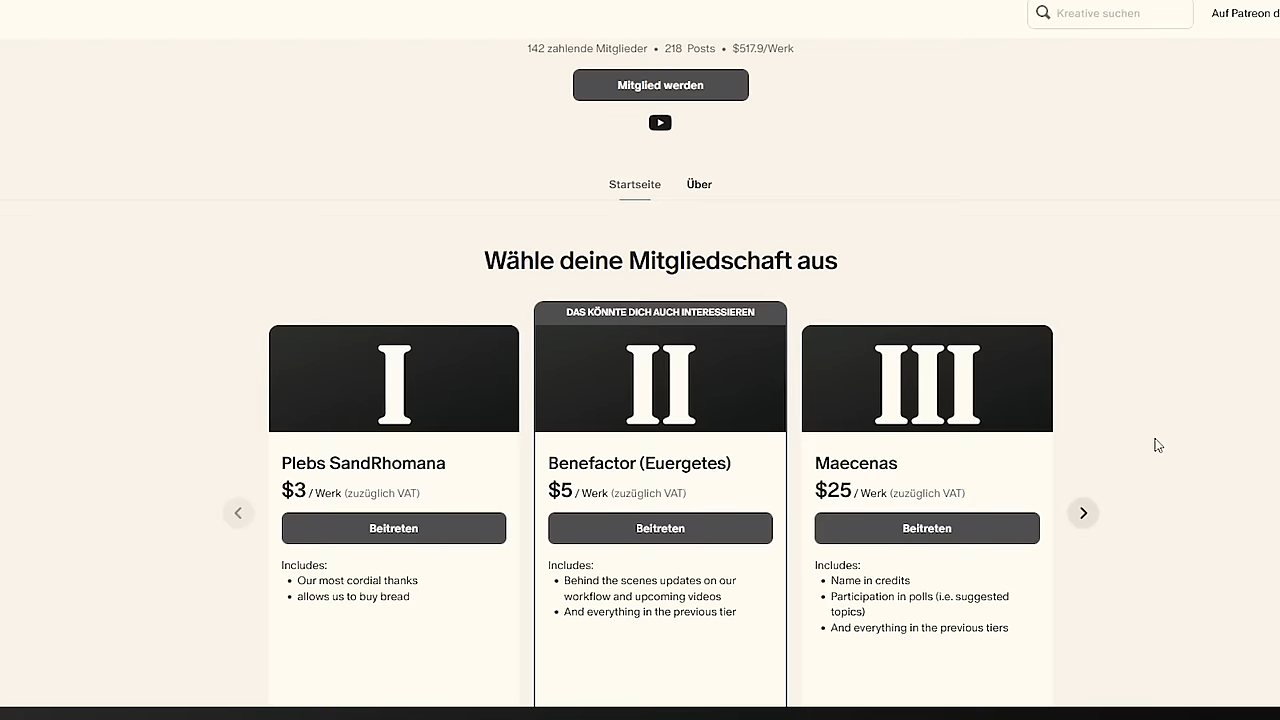 Kreative suchen
Auf Patreon d
142 zahlende Mitglieder • 218 Posts • $517.9/Werk
Mitglied werden
Startseite
Über
Wähle deine Mitgliedschaft aus
I
Plebs SandRhomana
$3 / Werk (zuzüglich VAT)
Beitreten
Includes:
• Our most cordial thanks
• allows us to buy bread
DAS KÖNNTE DICH AUCH INTERESSIEREN
II
Benefactor (Euergetes)
$5 / Werk (zuzüglich VAT)
Beitreten
Includes:
• Behind the scenes updates on our
workflow and upcoming videos
• And everything in the previous tier
III
Maecenas
$25 / Werk (zuzüglich VAT)
Beitreten
Includes:
• Name in credits
• Participation in polls (i.e. suggested
topics)
• And everything in the previous tiers